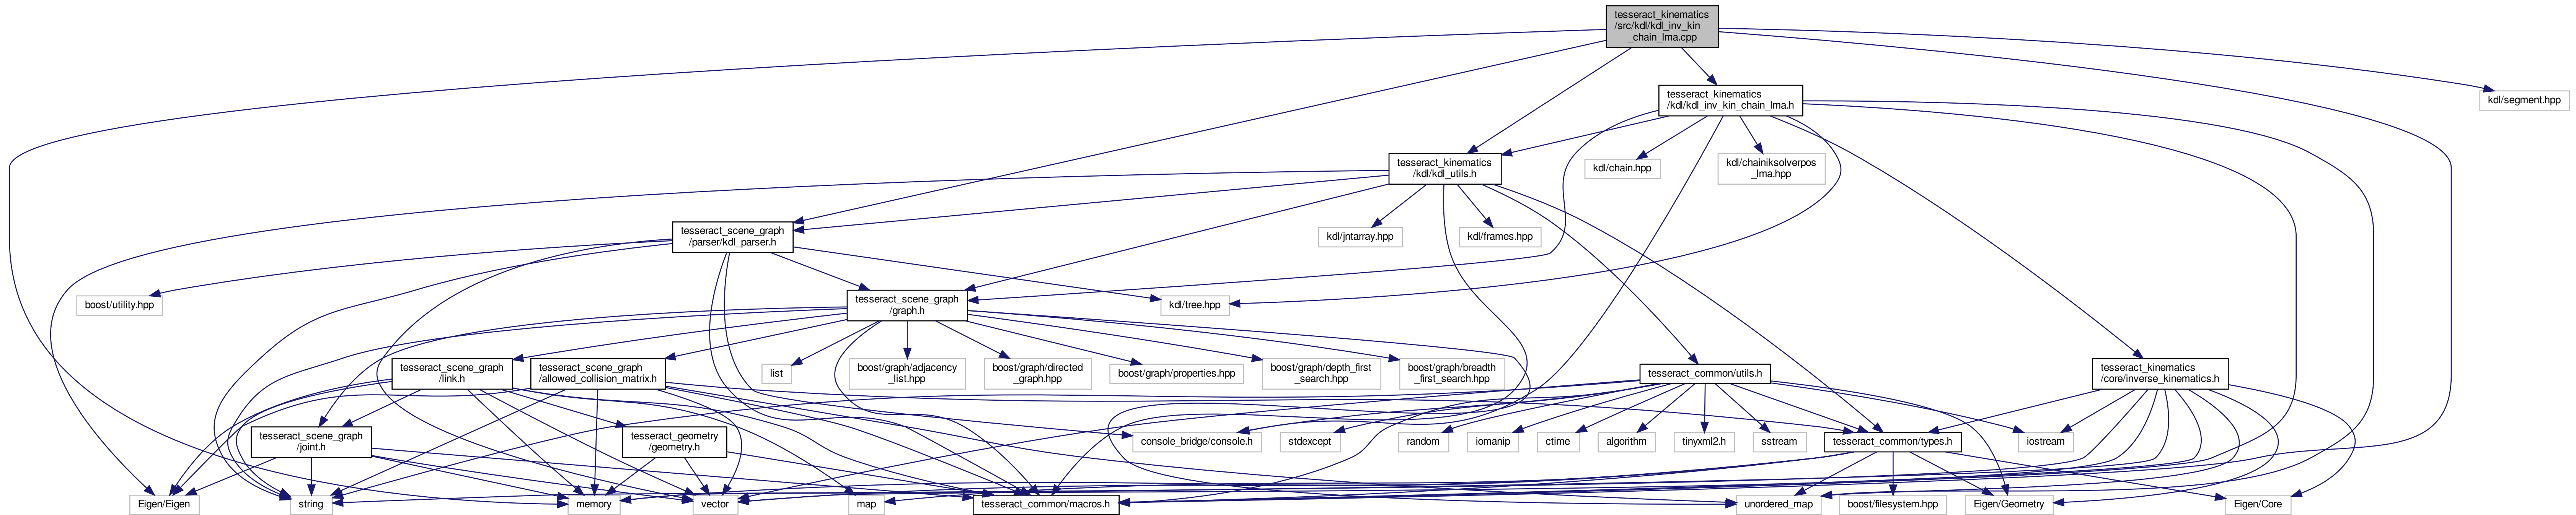 tesseract_kinematics
/src/kdl/kdl_inv_kin
_chain_lma.cpp
tesseract_kinematics
/kdl/kdl_inv_kin_chain_lma.h
kdl/segment.hpp
tesseract_kinematics
/kdl/kdl_utils.h
kdl/chain.hpp
kdl/chainiksolverpos
_lma.hpp
tesseract_scene_graph
/parser/kdl_parser.h
kdl/jntarray.hpp
kdl/frames.hpp
boost/utility.hpp
tesseract_scene_graph
/graph.h
kdl/tree.hpp
tesseract_scene_graph
/link.h
tesseract_scene_graph
/allowed_collision_matrix.h
list
boost/graph/adjacency
_list.hpp
boost/graph/directed
_graph.hpp
boost/graph/properties.hpp
boost/graph/depth_first
_search.hpp
boost/graph/breadth
_first_search.hpp
tesseract_common/utils.h
tesseract_kinematics
/core/inverse_kinematics.h
tesseract_scene_graph
/joint.h
tesseract_geometry
/geometry.h
console_bridge/console.h
stdexcept
random
iomanip
ctime
algorithm
tinyxml2.h
sstream
tesseract_common/types.h
iostream
Eigen/Eigen
string
memory
vector
map
tesseract_common/macros.h
unordered_map
boost/filesystem.hpp
Eigen/Geometry
Eigen/Core